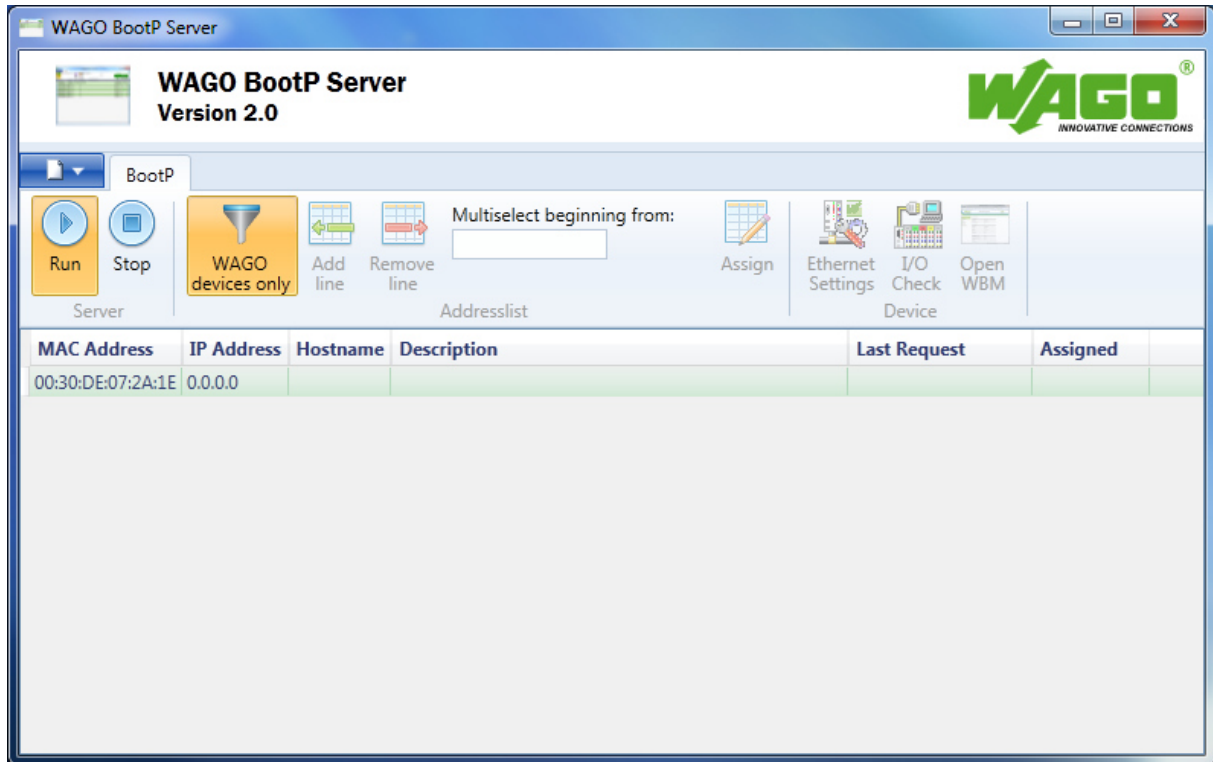 WAGO BootP Server
WAGO BootP Server
Version 2.0
WAGO®
INNOVATIVE CONNECTIONS
BootP
Run
Stop
WAGO
devices only
Add
line
Remove
line
Multiselect beginning from:
Assign
Ethernet
Settings
I/O
Check
Open
WBM
Server
Addresslist
Device
MAC Address IP Address Hostname Description Last Request Assigned
00:30:DE:07:2A:1E 0.0.0.0